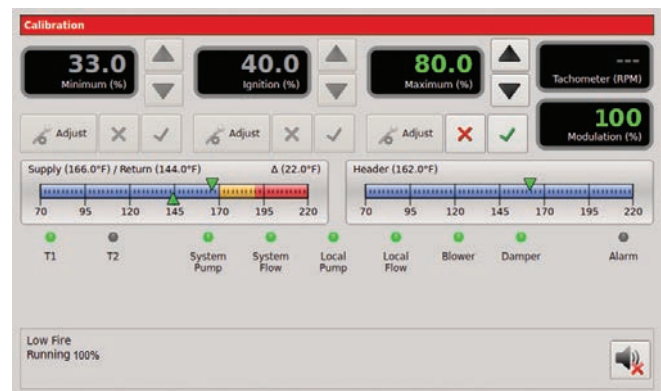 Calibration
33.0
Minimum (%)
40.0
Ignition (%)
80.0
Maximum (%)
---
Tachometer (RPM)
Adjust
Adjust
Adjust
100
Modulation (%)
Supply (166.0°F) / Return (144.0°F) Δ (22.0°F)
70 95 120 145 170 195 220
Header (162.0°F)
70 95 120 145 170 195 220
T1
T2
System
Pump
System
Flow
Local
Pump
Local
Flow
Blower
Damper
Alarm
Low Fire
Running 100%